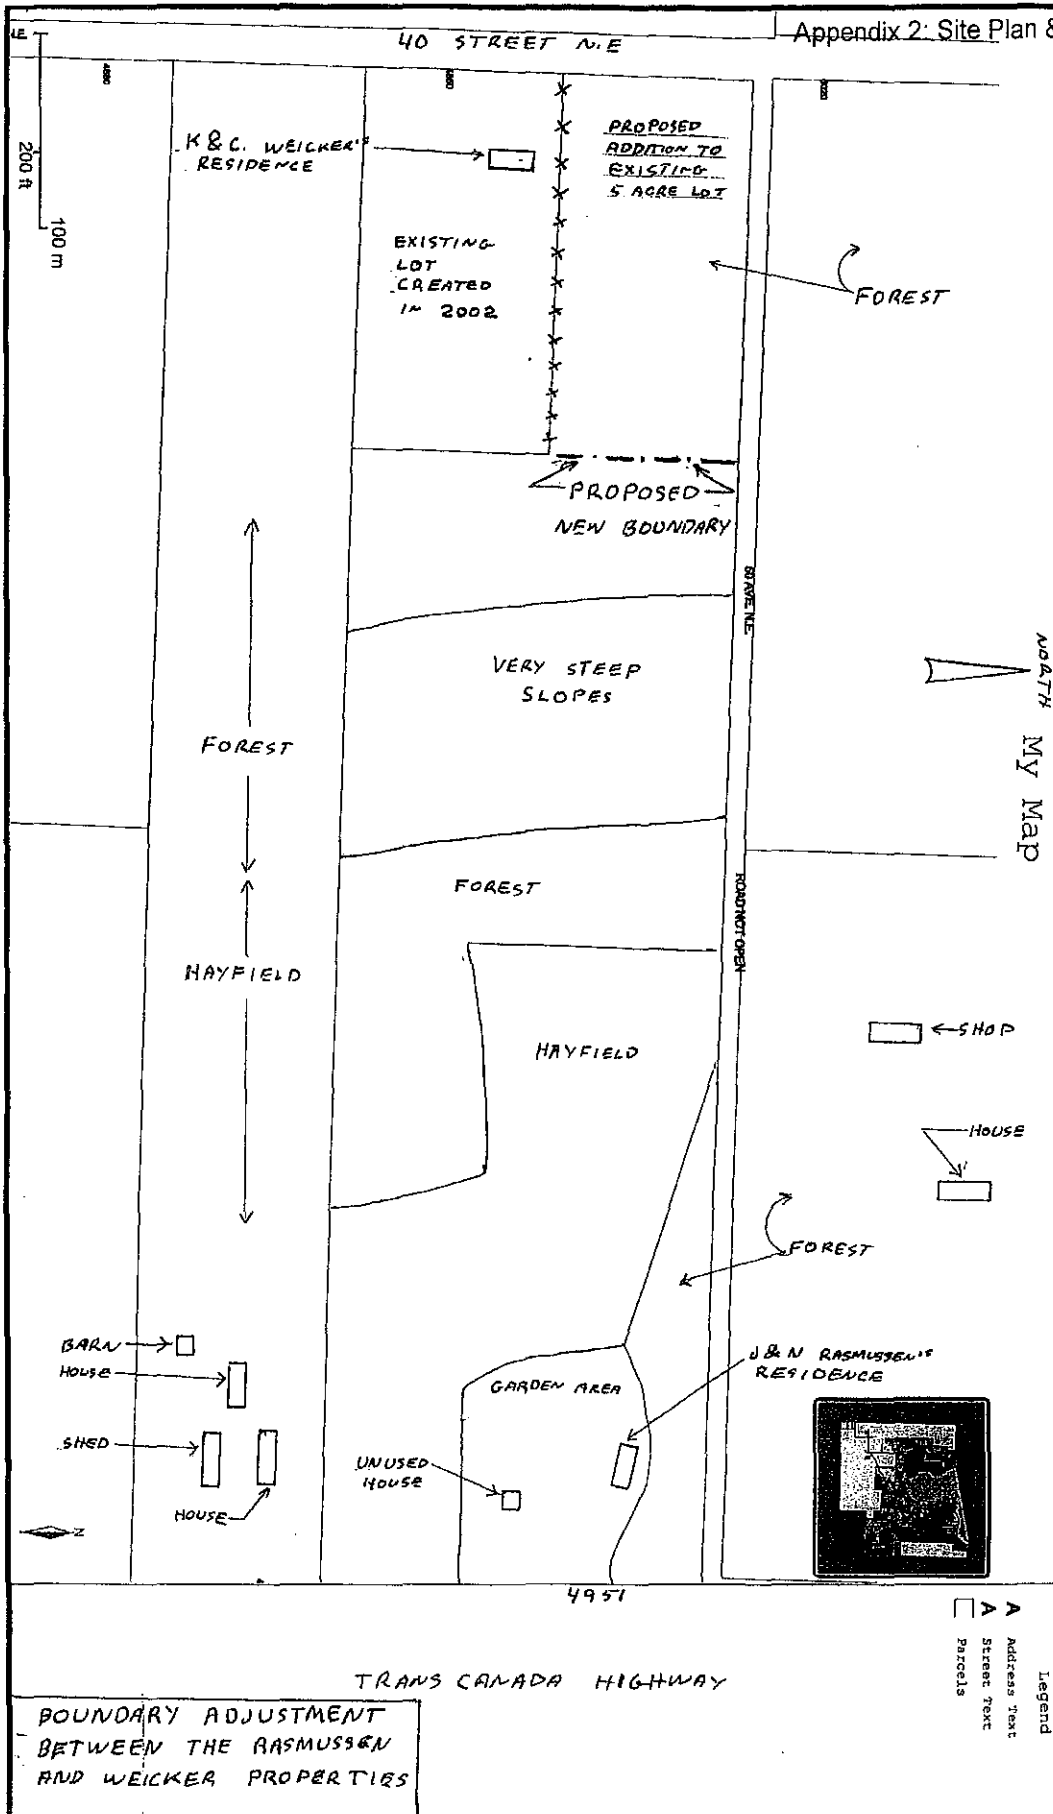 Appendix 2: Site Plan &
40 STREET N.E
4860
200 ft
100 m
K & C. WEICKER'S
RESIDENCE
PROPOSED
ADDITION TO
EXISTING
5 ACRE LOT
EXISTING
LOT
CREATED
IN 2002
FOREST
PROPOSED
NEW BOUNDARY
60 AVE. N.E.
NORTH
My Map
VERY STEEP
SLOPES
FOREST
FOREST
ROAD NOT OPEN
HAYFIELD
HAYFIELD
SHOP
HOUSE
FOREST
BARN
HOUSE
J & N RASMUSSEN'S
RESIDENCE
GARDEN AREA
SHED
UNUSED
HOUSE
HOUSE
N
4951
Legend
A Address Text
A Street Text
Parcels
TRANS CANADA HIGHWAY
BOUNDARY ADJUSTMENT
BETWEEN THE RASMUSSEN
AND WEICKER PROPERTIES